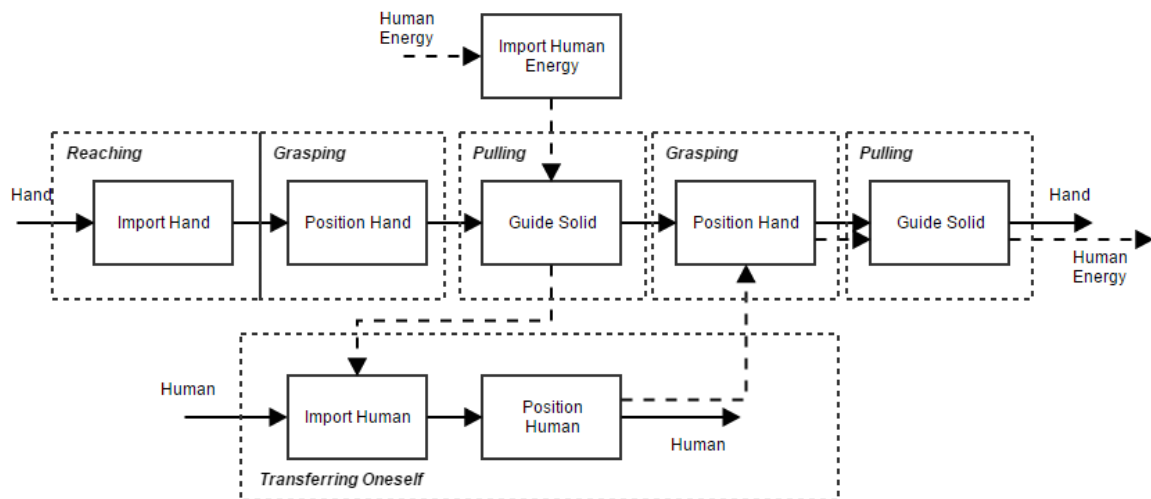 Human
Energy
Import Human
Energy
Reaching
Grasping
Pulling
Grasping
Pulling
Hand
Import Hand
Position Hand
Guide Solid
Position Hand
Guide Solid
Hand
Human
Energy
Human
Import Human
Position
Human
Human
Transferring Oneself